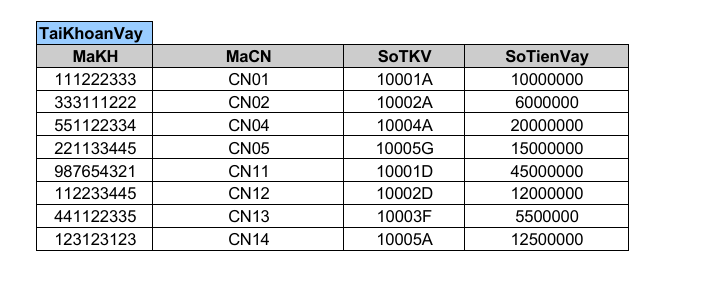 TaiKhoanVay
MaKH MaCN SoTKV SoTienVay
111222333 CN01 10001A 10000000
333111222 CN02 10002A 6000000
551122334 CN04 10004A 20000000
221133445 CN05 10005G 15000000
987654321 CN11 10001D 45000000
112233445 CN12 10002D 12000000
441122335 CN13 10003F 5500000
123123123 CN14 10005A 12500000